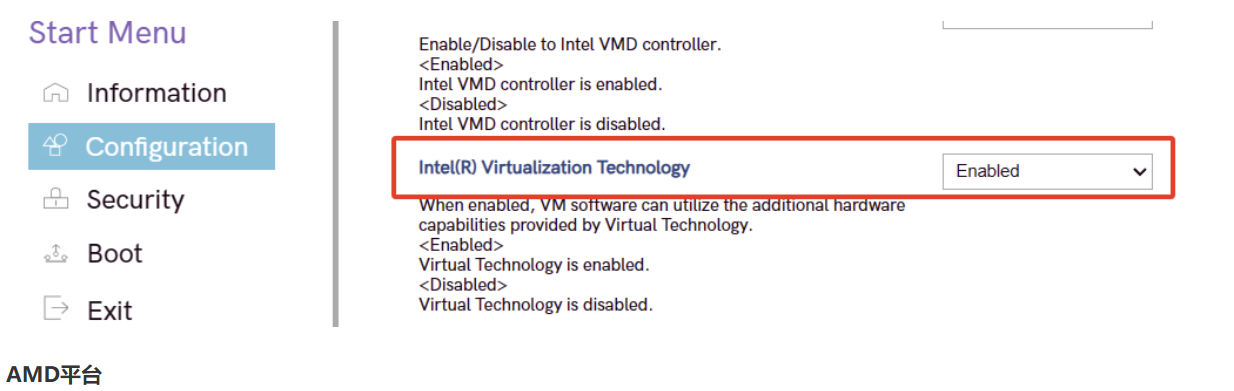 Start Menu
Information
Configuration
Security
Boot
Exit
Enable/Disable to Intel VMD controller.
<Enabled>
Intel VMD controller is enabled.
<Disabled>
Intel VMD controller is disabled.
Intel(R) Virtualization Technology
Enabled
When enabled, VM software can utilize the additional hardware
capabilities provided by Virtual Technology.
<Enabled>
Virtual Technology is enabled.
<Disabled>
Virtual Technology is disabled.
AMD平台